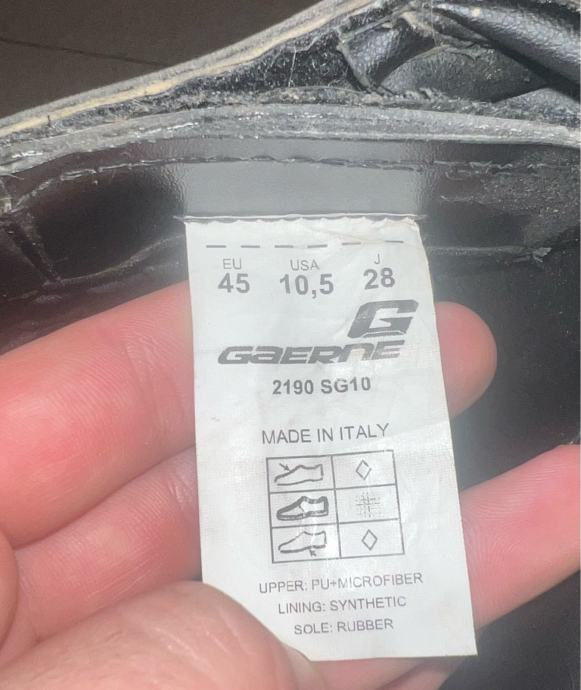 EU USA J
45 10,5 28
G
GAERNE
2190 SG10
MADE IN ITALY
UPPER: PU+MICROFIBER
LINING: SYNTHETIC
SOLE: RUBBER